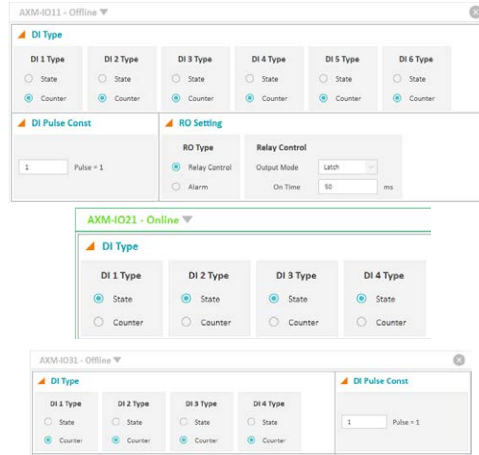 AXM-IO11 - Offline
DI Type
DI 1 Type DI 2 Type DI 3 Type DI 4 Type DI 5 Type DI 6 Type
State State State State State State
Counter Counter Counter Counter Counter Counter
DI Pulse Const RO Setting
RO Type Relay Control
1 Pulse = 1 Relay Control Output Mode Latch
Alarm On Time 50 ms
AXM-IO21 - Online
DI Type
DI 1 Type DI 2 Type DI 3 Type DI 4 Type
State State State State
Counter Counter Counter Counter
AXM-IO31 - Offline
DI Type DI Pulse Const
DI 1 Type DI 2 Type DI 3 Type DI 4 Type
State State State State 1 Pulse = 1
Counter Counter Counter Counter